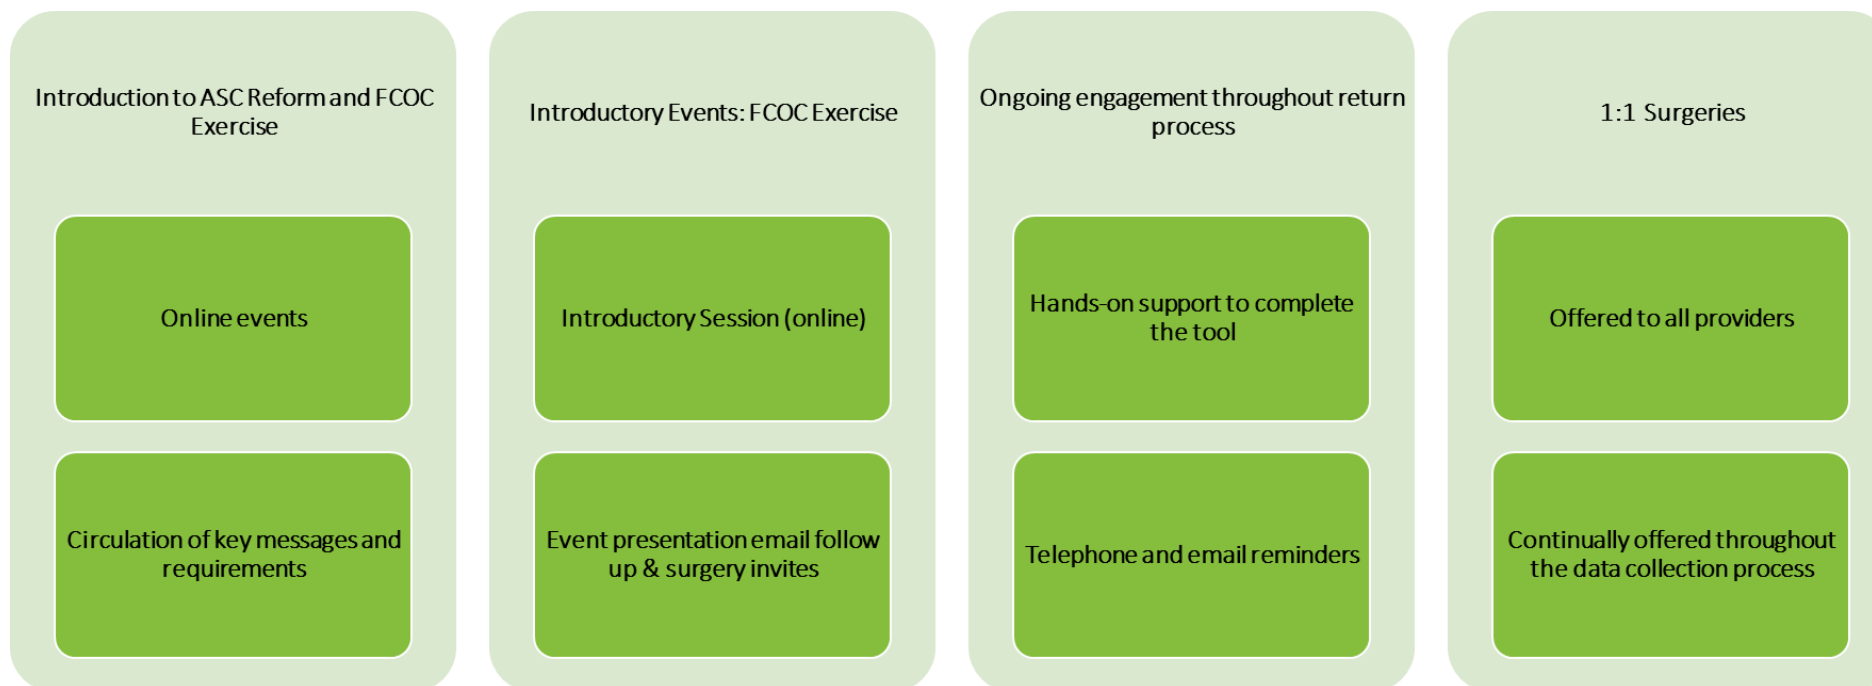 Introduction to ASC Reform and FCOC
Exercise
Online events
Circulation of key messages and
requirements
Introductory Events: FCOC Exercise
Introductory Session (online)
Event presentation email follow
up & surgery invites
Ongoing engagement throughout return
process
Hands-on support to complete
the tool
Telephone and email reminders
1:1 Surgeries
Offered to all providers
Continually offered throughout
the data collection process